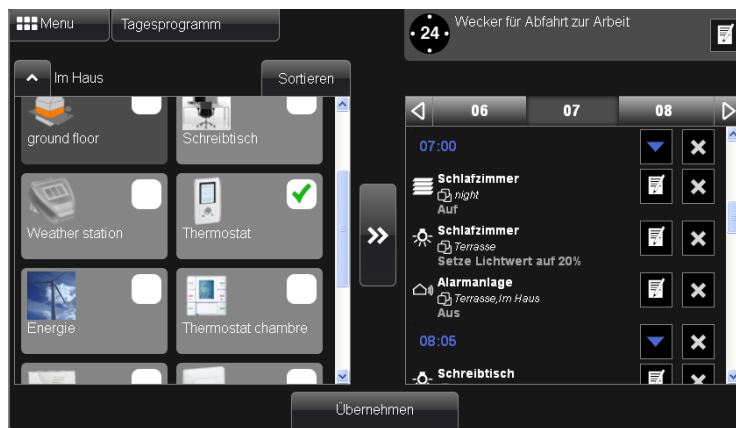 Menu
Tagesprogramm
24
Wecker für Abfahrt zur Arbeit
Im Haus
Sortieren
ground floor
Schreibtisch
Weather station
Thermostat
Energie
Thermostat chambre
06
07
08
07:00
Schlafzimmer
night
Auf
Schlafzimmer
Terrasse
Setze Lichtwert auf 20%
Alarmanlage
Terrasse,Im Haus
Aus
08:05
Schreibtisch
Übernehmen